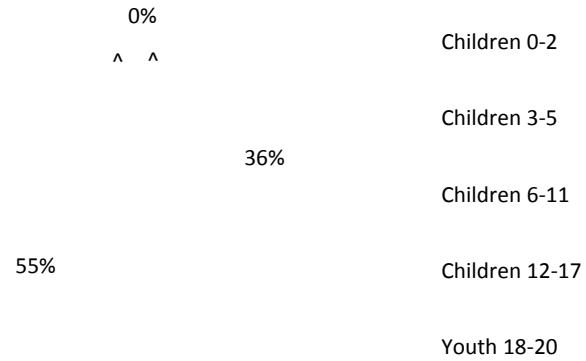 0%
Children 0-2
^ ^
Children 3-5
36%
Children 6-11
55%
Children 12-17
Youth 18-20